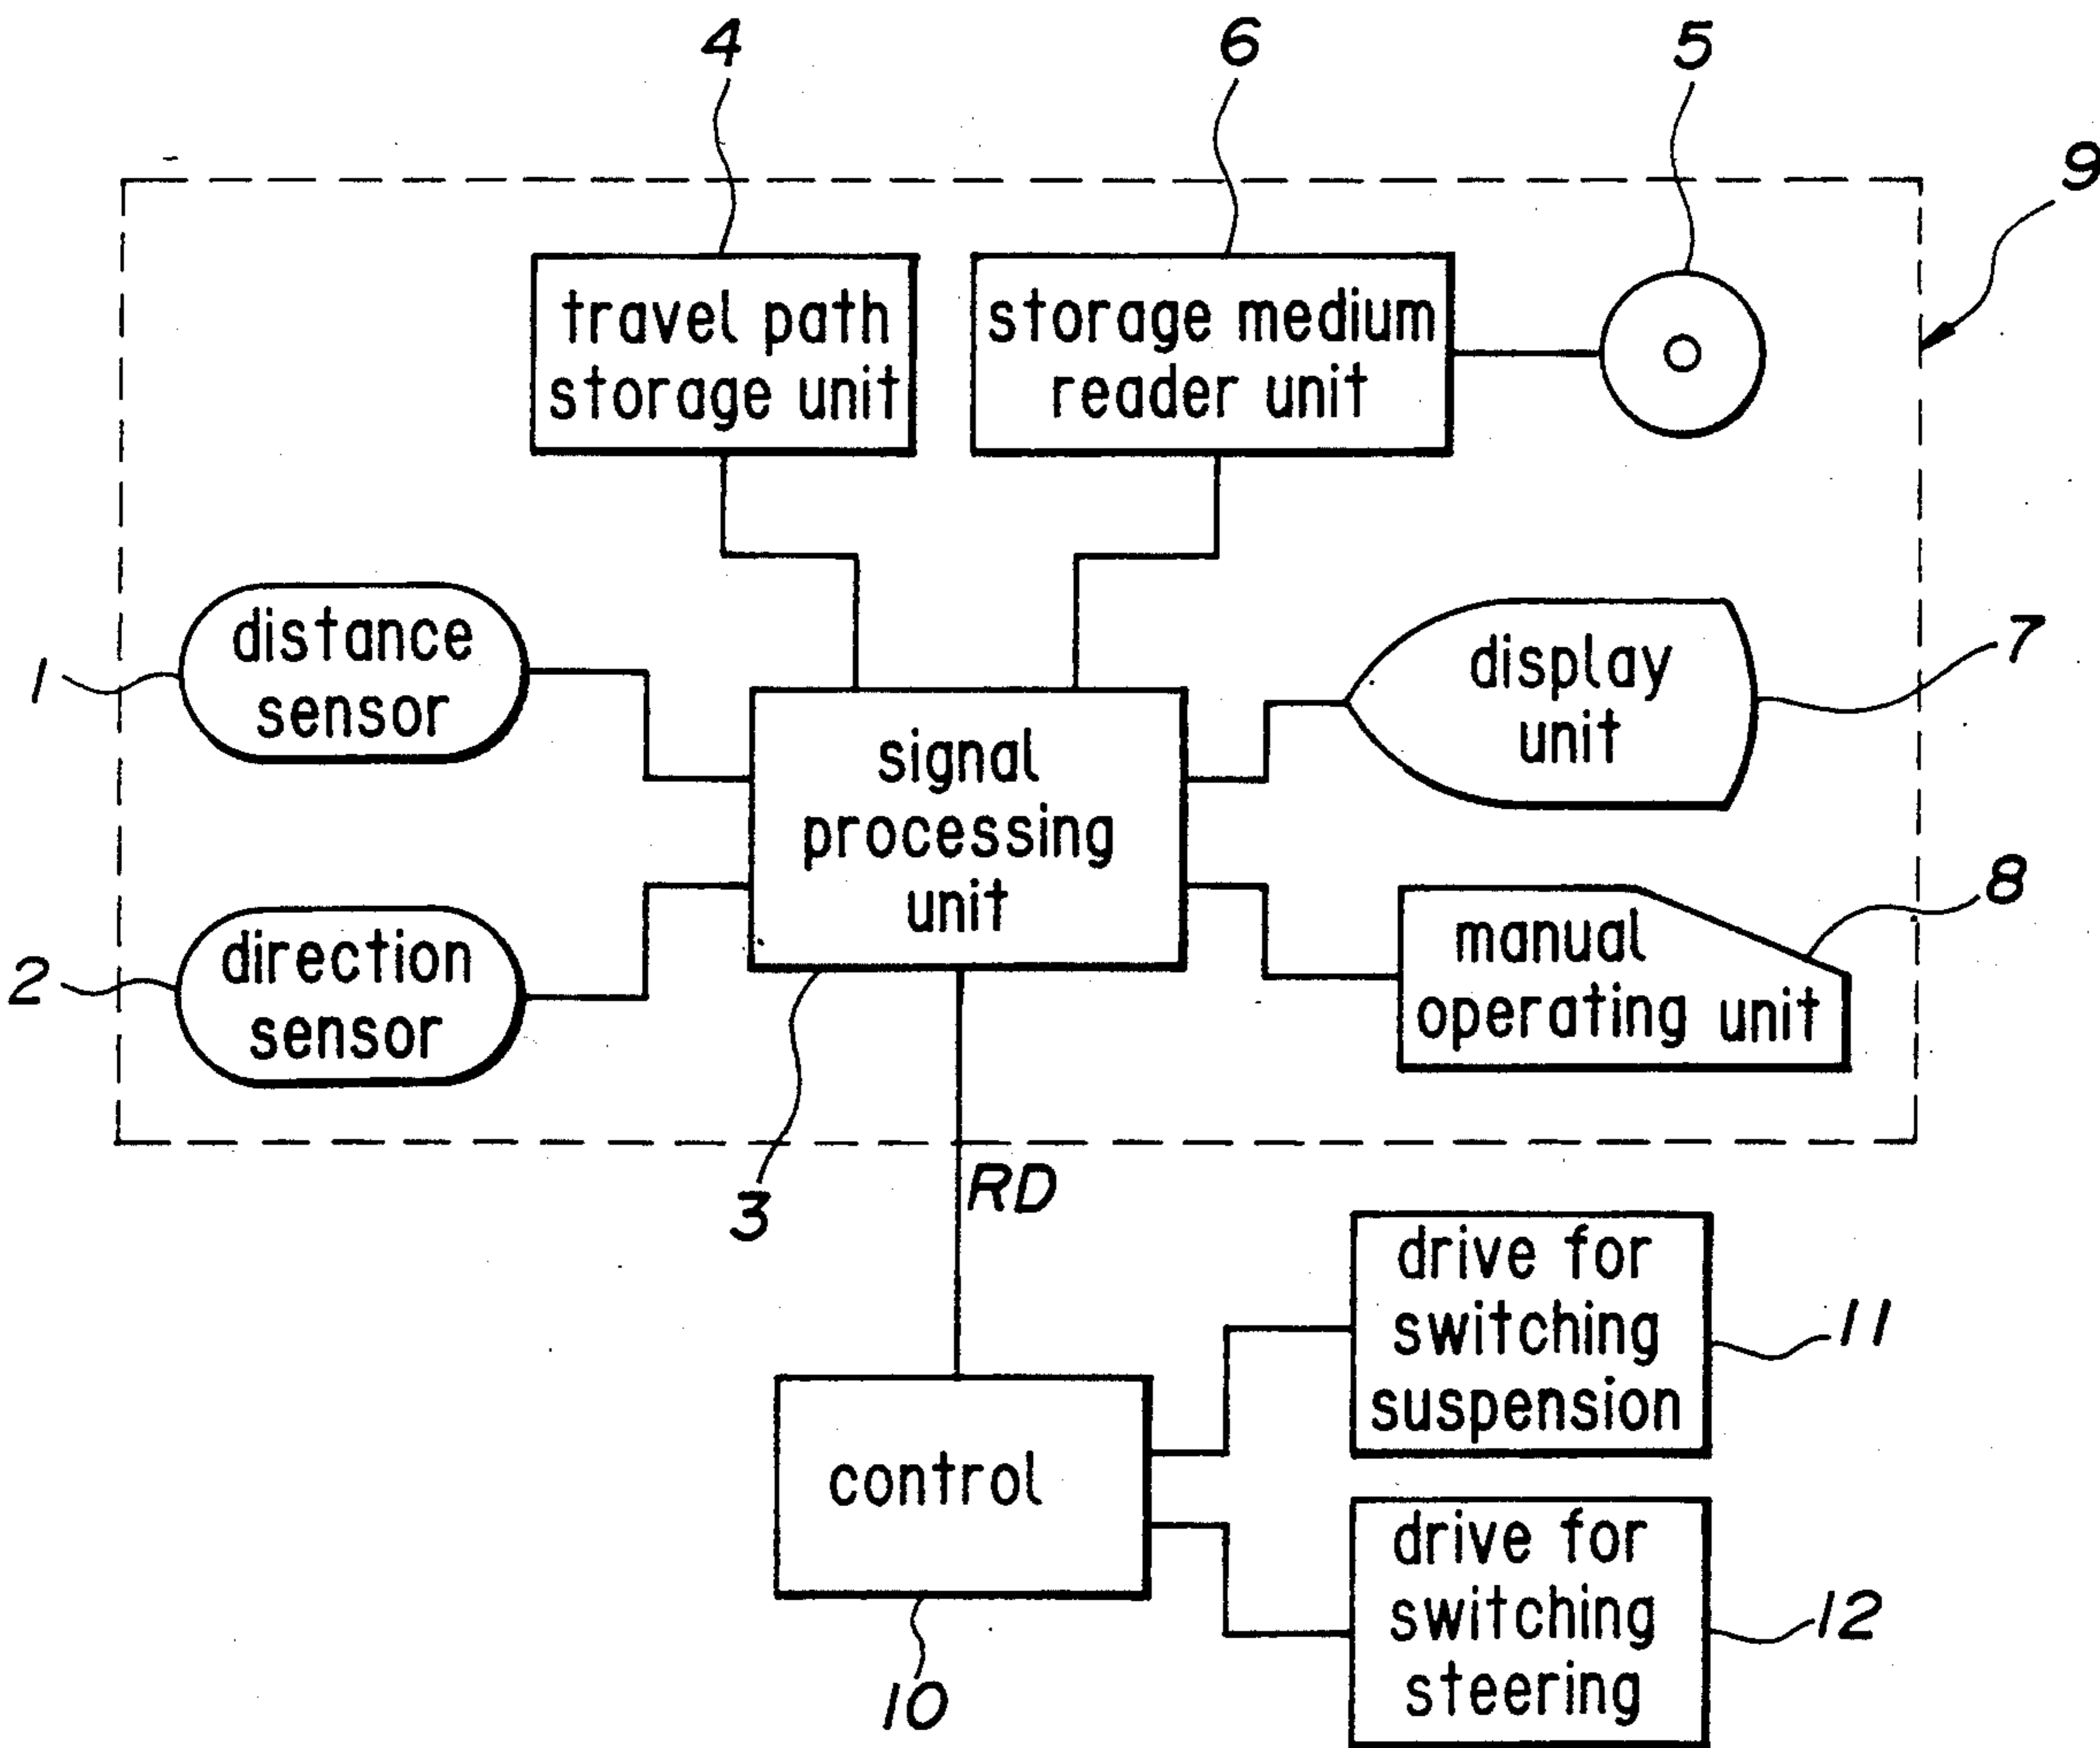 4
6
5
9
travel path
storage unit
storage medium
reader unit
1
distance
sensor
display
unit
7
signal
processing
unit
2
direction
sensor
manual
operating unit
8
3
RD
drive for
switching
suspension
11
control
10
drive for
switching
steering
12